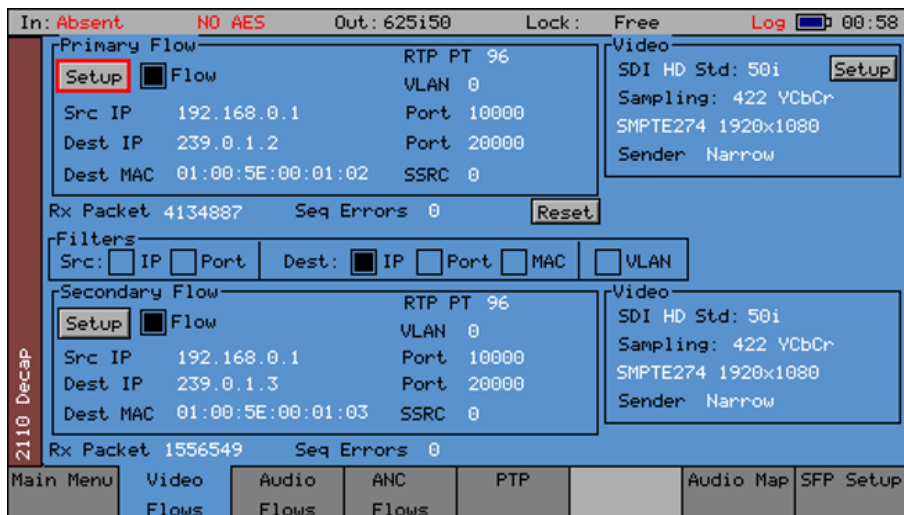 In: Absent NO AES Out: 625i50 Lock: Free Log 00:58
Primary Flow
Setup Flow RTP PT 96
VLAN 0
Src IP 192.168.0.1 Port 10000
Dest IP 239.0.1.2 Port 20000
Dest MAC 01:00:5E:00:01:02 SSRC 0
Video
SDI HD Std: 50i Setup
Sampling: 422 YCbCr
SMPTE274 1920x1080
Sender Narrow
Rx Packet 4134887 Seq Errors 0 Reset
Filters
Src: IP Port Dest: IP Port MAC VLAN
Secondary Flow
Setup Flow RTP PT 96
VLAN 0
Src IP 192.168.0.1 Port 10000
Dest IP 239.0.1.3 Port 20000
Dest MAC 01:00:5E:00:01:03 SSRC 0
Video
SDI HD Std: 50i
Sampling: 422 YCbCr
SMPTE274 1920x1080
Sender Narrow
Rx Packet 1556549 Seq Errors 0
2110 Decap
Main Menu Video Flows Audio Flows ANC Flows PTP Audio Map SFP Setup